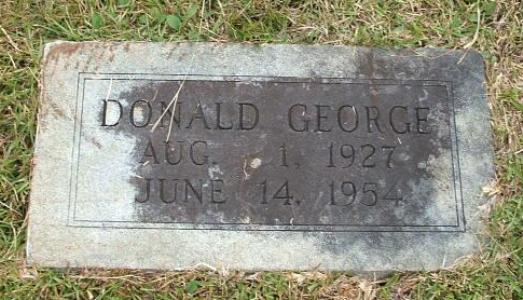 DONALD GEORGE
AUG. 1, 1927
JUNE 14, 1954